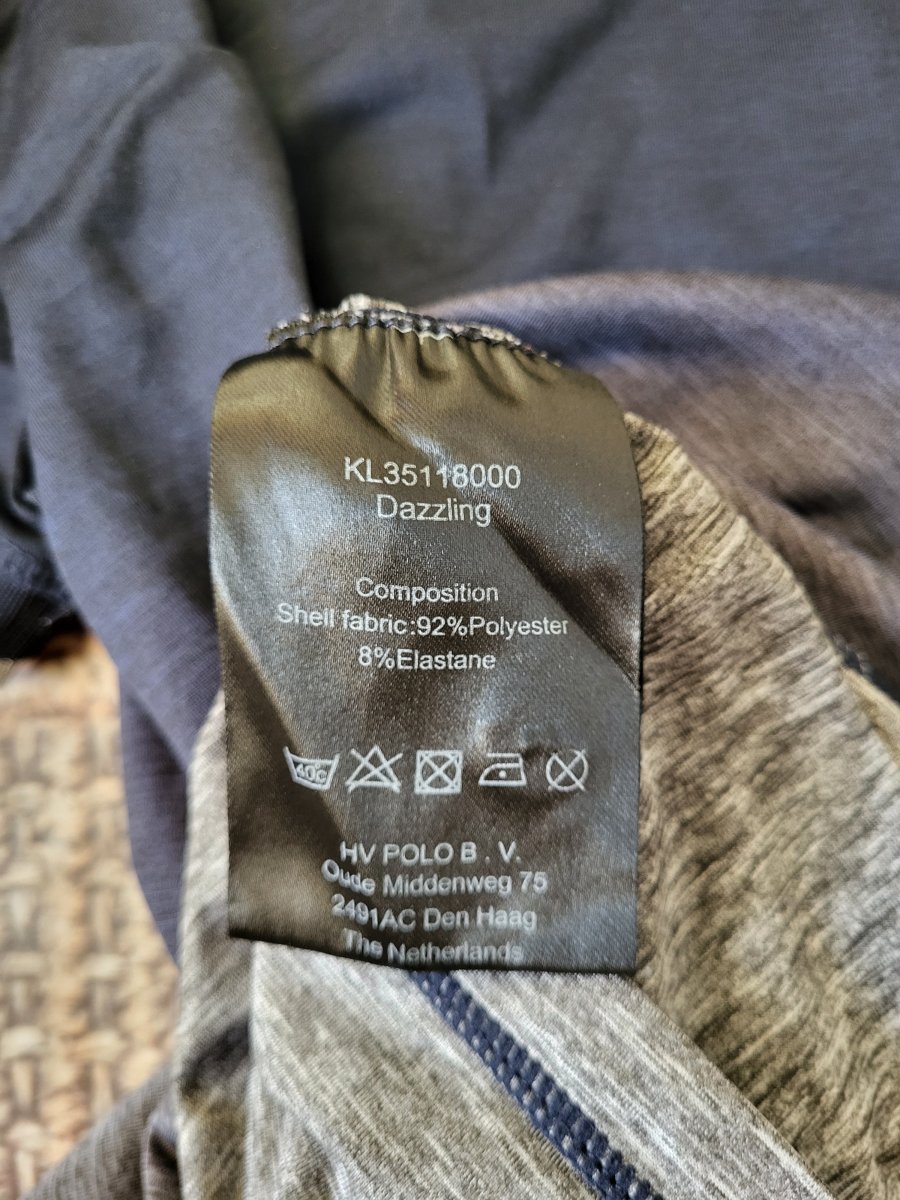 KL35118000
Dazzling
Composition
Shell fabric:92%Polyester
8%Elastane
40c
HV POLO B . V.
Oude Middenweg 75
2491AC Den Haag
The Netherlands